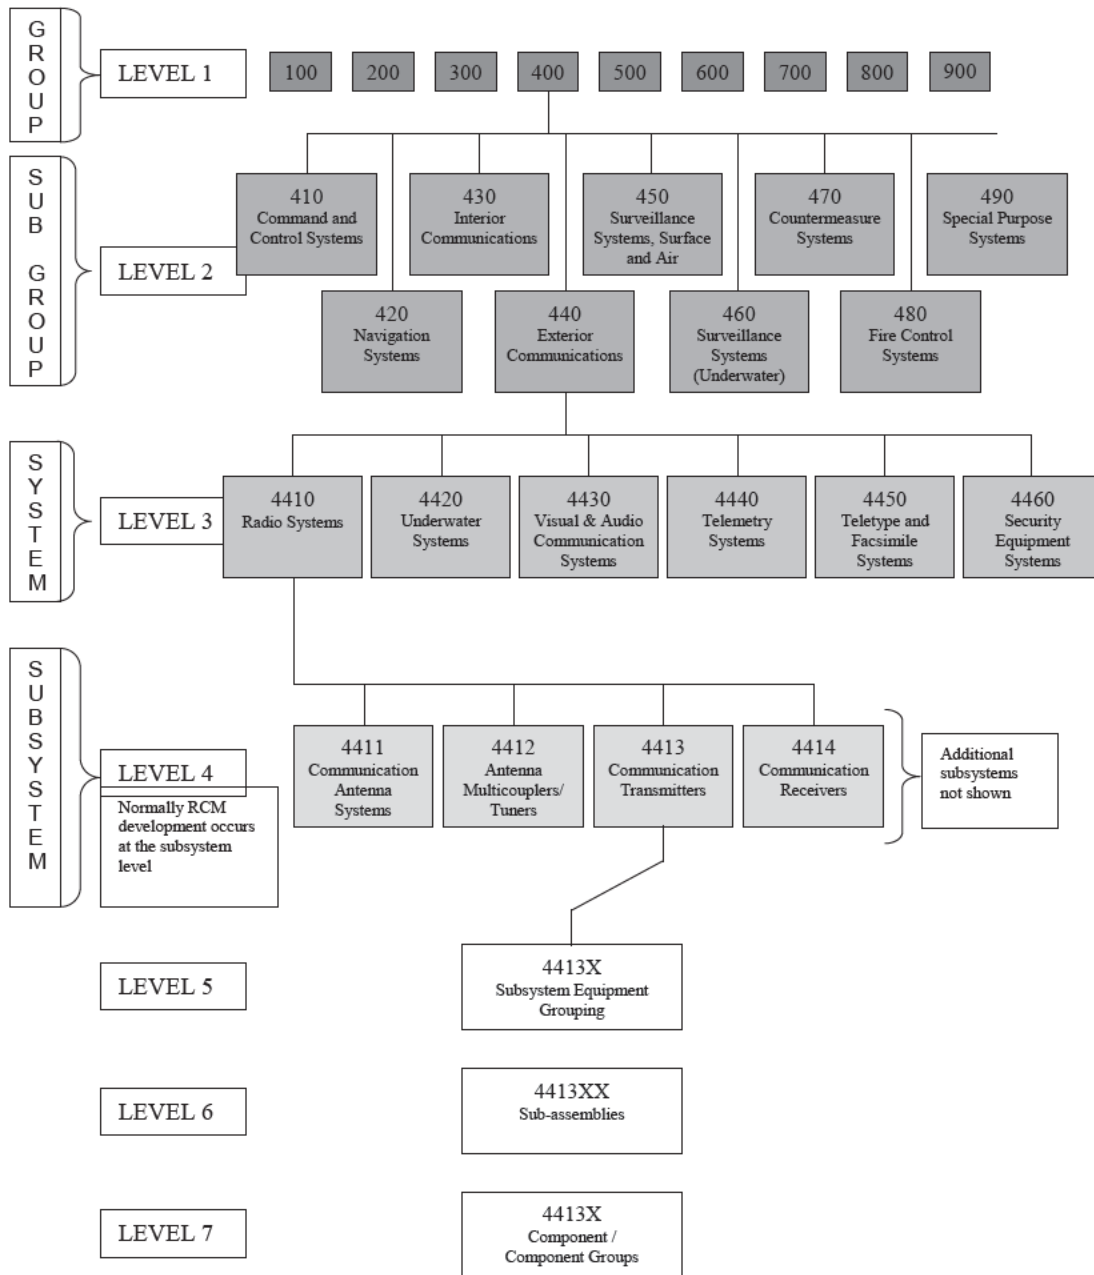 GROUP
LEVEL 1
100 200 300 400 500 600 700 800 900
SUB GROUP
LEVEL 2
410
Command and
Control Systems
430
Interior
Communications
450
Surveillance
Systems, Surface
and Air
470
Countermeasure
Systems
490
Special Purpose
Systems
420
Navigation
Systems
440
Exterior
Communications
460
Surveillance
Systems
(Underwater)
480
Fire Control
Systems
SYSTEM
LEVEL 3
4410
Radio Systems
4420
Underwater
Systems
4430
Visual & Audio
Communication
Systems
4440
Telemetry
Systems
4450
Teletype and
Facsimile
Systems
4460
Security
Equipment
Systems
SUBSYSTEM
LEVEL 4
Normally RCM
development occurs
at the subsystem
level
4411
Communication
Antenna
Systems
4412
Antenna
Multicouplers/
Tuners
4413
Communication
Transmitters
4414
Communication
Receivers
Additional
subsystems
not shown
LEVEL 5
4413X
Subsystem Equipment
Grouping
LEVEL 6
4413XX
Sub-assemblies
LEVEL 7
4413X
Component /
Component Groups